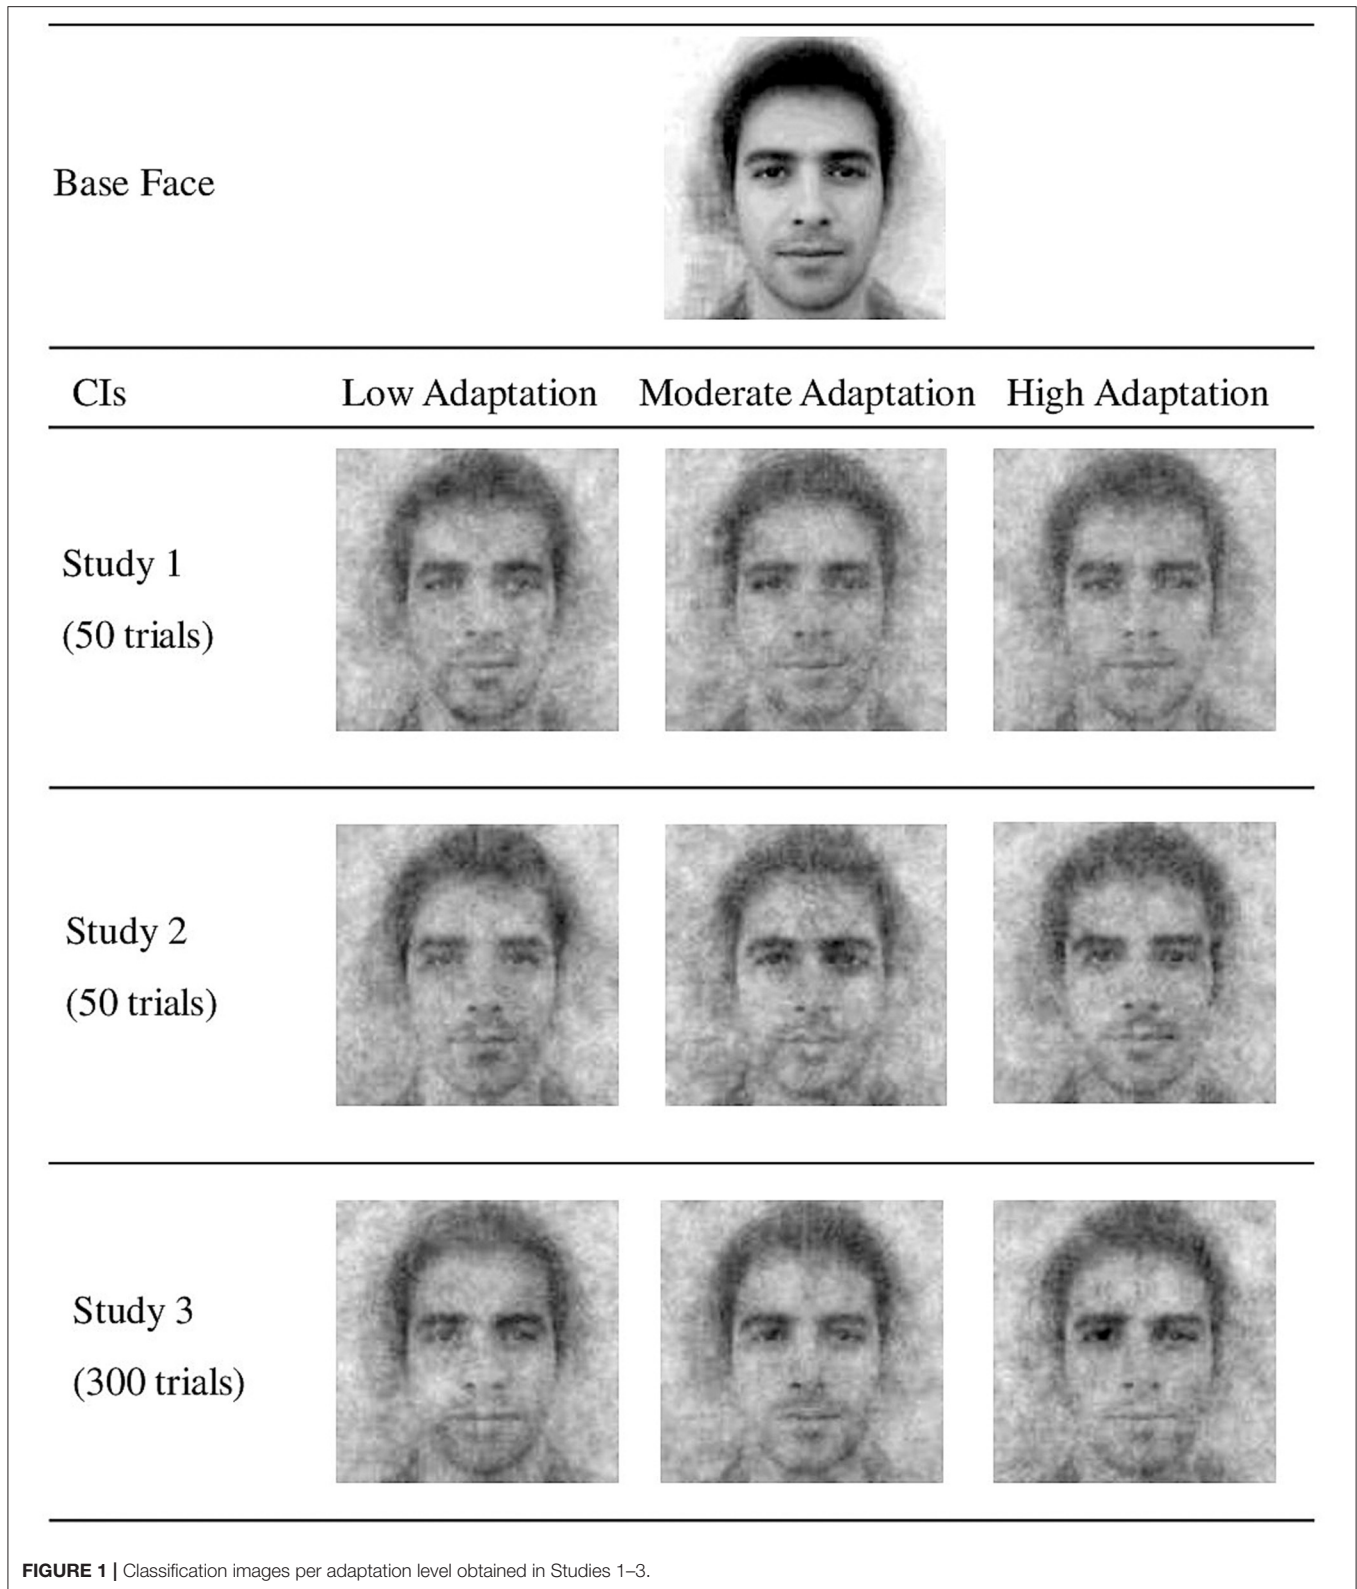 Base Face
CIs Low Adaptation Moderate Adaptation High Adaptation
Study 1
(50 trials)
Study 2
(50 trials)
Study 3
(300 trials)
FIGURE 1 | Classification images per adaptation level obtained in Studies 1–3.